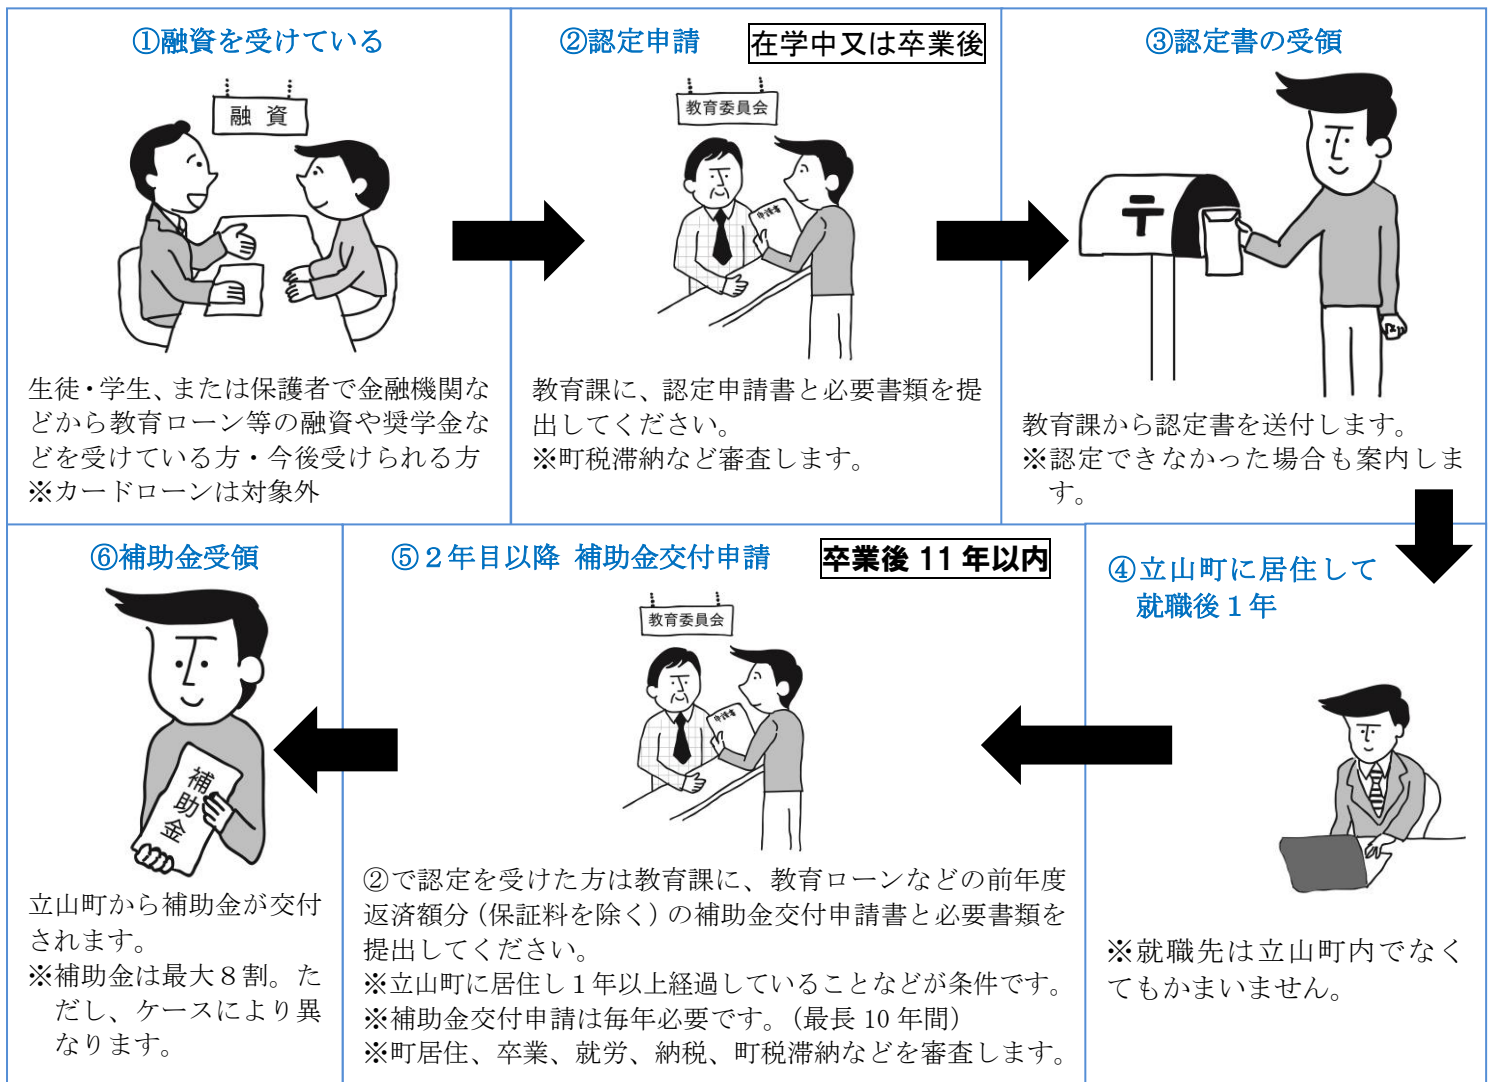 ①融資を受けている
融 資
生徒・学生、または保護者で金融機関な
どから教育ローン等の融資や奨学金な
どを受けている方・今後受けられる方
※カードローンは対象外
②認定申請 在学中又は卒業後
教育委員会
申請書
教育課に、認定申請書と必要書類を提
出してください。
※町税滞納など審査します。
③認定書の受領
〒
教育課から認定書を送付します。
※認定できなかった場合も案内しま
す。
④立山町に居住して
就職後1年
※就職先は立山町内でなく
てもかまいません。
⑤2年目以降 補助金交付申請 卒業後 11 年以内
教育委員会
申請書
②で認定を受けた方は教育課に、教育ローンなどの前年度
返済額分(保証料を除く)の補助金交付申請書と必要書類を
提出してください。
※立山町に居住し1年以上経過していることなどが条件です。
※補助金交付申請は毎年必要です。(最長 10 年間)
※町居住、卒業、就労、納税、町税滞納などを審査します。
⑥補助金受領
補助金
立山町から補助金が交付
されます。
※補助金は最大8割。た
だし、ケースにより異
なります。